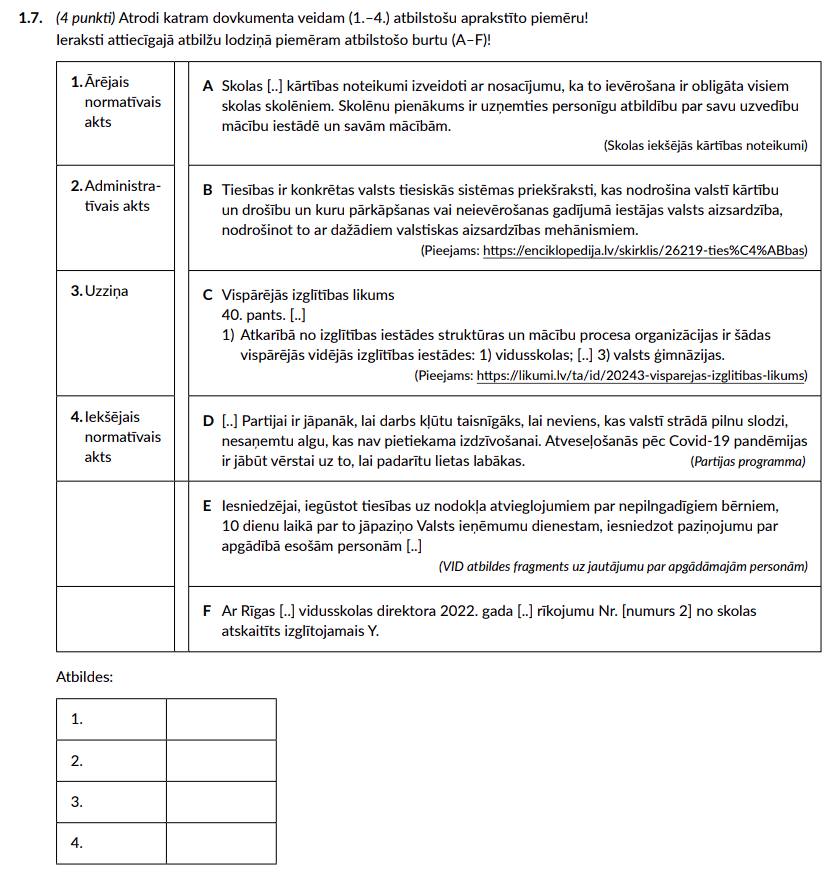 1.7. (4 punkti) Atrodi katram dovkumenta veidam (1.–4.) atbilstošu aprakstīto piemēru!
Ieraksti attiecīgajā atbilžu lodziņā piemēram atbilstošo burtu (A–F)!
1. Ārējais
normatīvais
akts
A Skolas [..] kārtības noteikumi izveidoti ar nosacījumu, ka to ievērošana ir obligāta visiem
skolas skolēniem. Skolēnu pienākums ir uzņemties personīgu atbildību par savu uzvedību
mācību iestādē un savām mācībām.
(Skolas iekšējās kārtības noteikumi)
2. Administra-
tīvais akts
B Tiesības ir konkrētas valsts tiesiskās sistēmas priekšraksti, kas nodrošina valstī kārtību
un drošību un kuru pārkāpšanas vai neievērošanas gadījumā iestājas valsts aizsardzība,
nodrošinot to ar dažādiem valstiskas aizsardzības mehānismiem.
(Pieejams: https://enciklopedija.lv/skirklis/26219-ties%C4%ABbas)
3. Uzziņa
C Vispārējās izglītības likums
40. pants. [..]
1) Atkarībā no izglītības iestādes struktūras un mācību procesa organizācijas ir šādas
vispārējās vidējās izglītības iestādes: 1) vidusskolas; [..] 3) valsts ģimnāzijas.
(Pieejams: https://likumi.lv/ta/id/20243-visparejas-izglitibas-likums)
4. Iekšējais
normatīvais
akts
D [..] Partijai ir jāpanāk, lai darbs kļūtu taisnīgāks, lai neviens, kas valstī strādā pilnu slodzi,
nesaņemtu algu, kas nav pietiekama izdzīvošanai. Atveseļošanās pēc Covid-19 pandēmijas
ir jābūt vērstai uz to, lai padarītu lietas labākas. (Partijas programma)
E Iesniedzējai, iegūstot tiesības uz nodokļa atvieglojumiem par nepilngadīgiem bērniem,
10 dienu laikā par to jāpaziņo Valsts ieņēmumu dienestam, iesniedzot paziņojumu par
apgādībā esošām personām [..]
(VID atbildes fragments uz jautājumu par apgādājamām personām)
F Ar Rīgas [..] vidusskolas direktora 2022. gada [..] rīkojumu Nr. [numurs 2] no skolas
atskaitīts izglītojamais Y.
Atbildes:
1.
2.
3.
4.